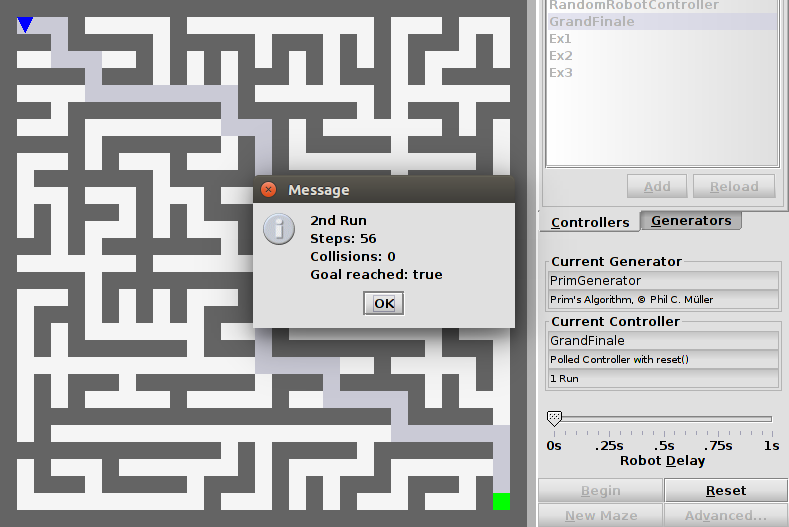 RandomRobotController
GrandFinale
Ex1
Ex2
Ex3
Add
Reload
Message
2nd Run
Steps: 56
Collisions: 0
Goal reached: true
OK
Controllers
Generators
Current Generator
PrimGenerator
Prim's Algorithm, © Phil C. Müller
Current Controller
GrandFinale
Polled Controller with reset()
1 Run
0s .25s .5s .75s 1s
Robot Delay
Begin
Reset
New Maze
Advanced...